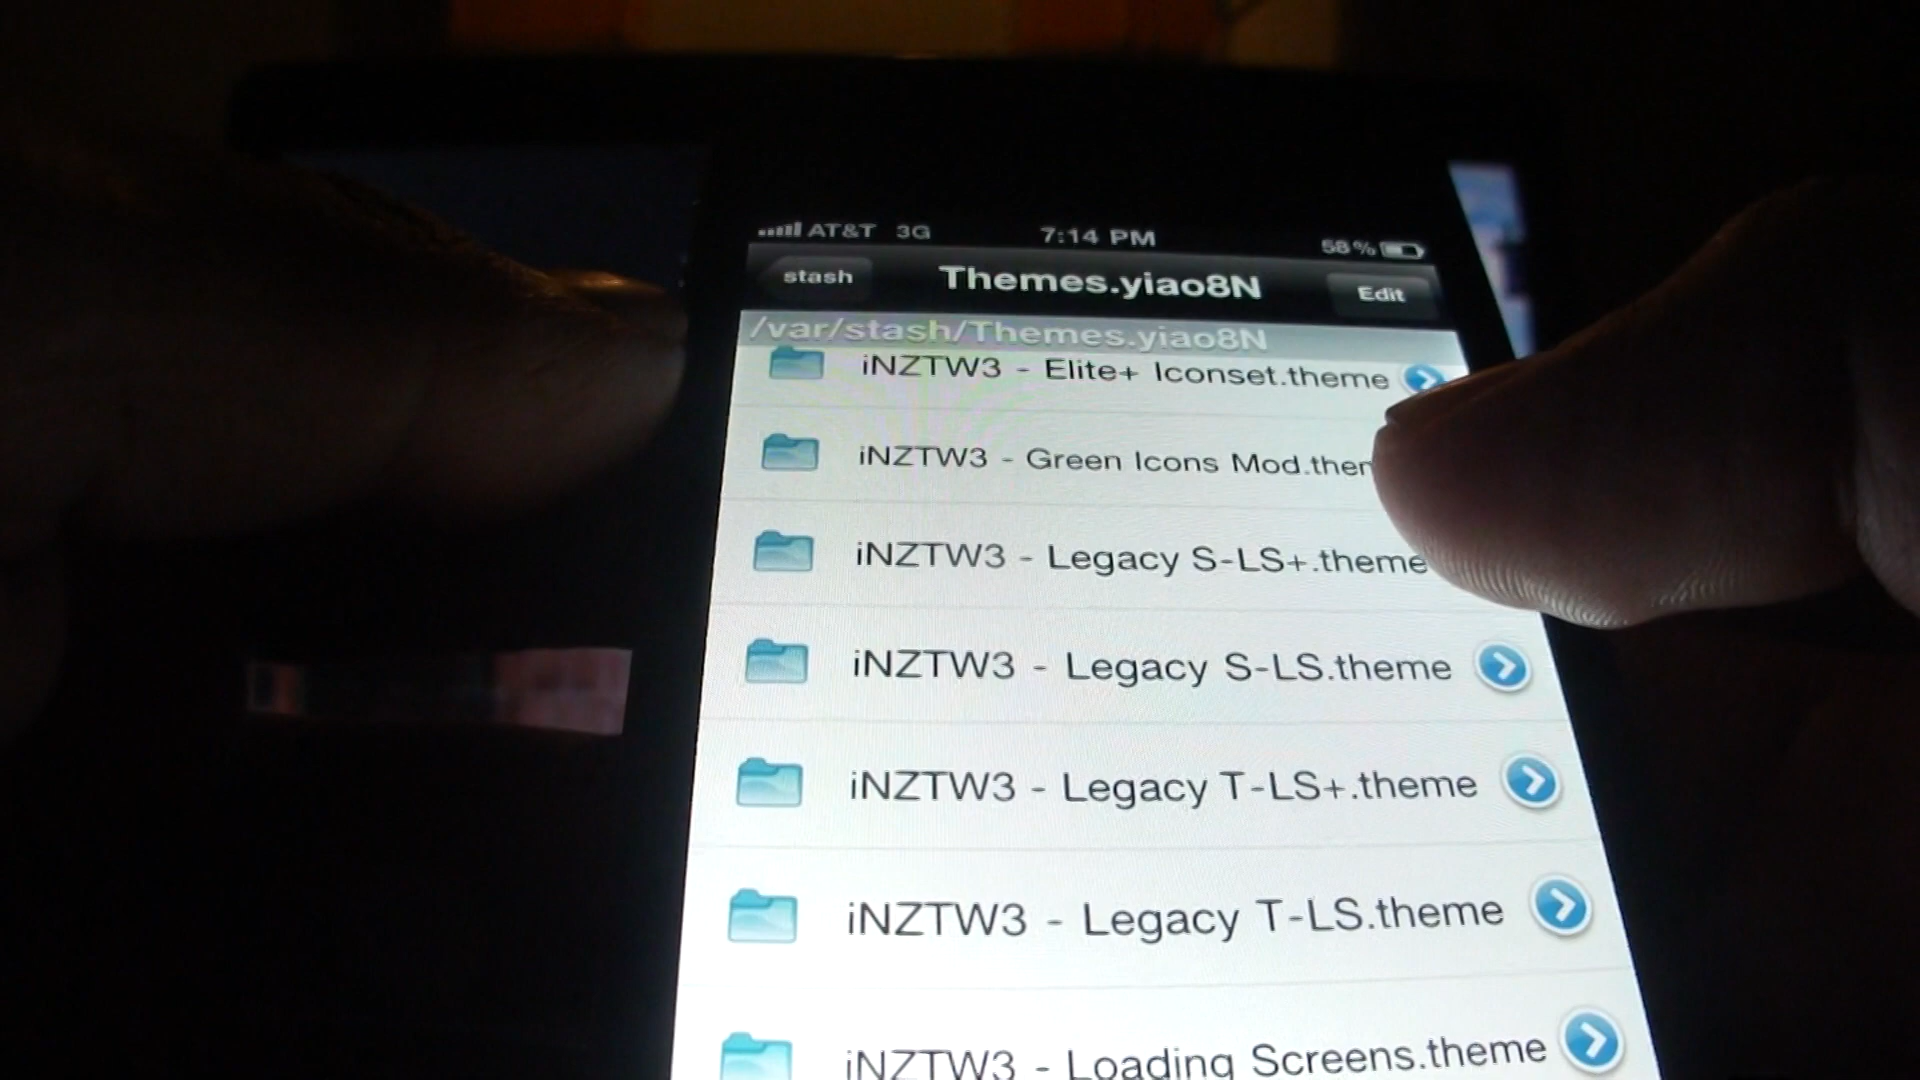 AT&T 3G 7:14 PM 58%
stash Themes.yiao8N Edit
/var/stash/Themes.yiao8N
iNZTW3 - Elite+ Iconset.theme
iNZTW3 - Green Icons Mod.them
iNZTW3 - Legacy S-LS+.theme
iNZTW3 - Legacy S-LS.theme
iNZTW3 - Legacy T-LS+.theme
iNZTW3 - Legacy T-LS.theme
iNZTW3 - Loading Screens.theme